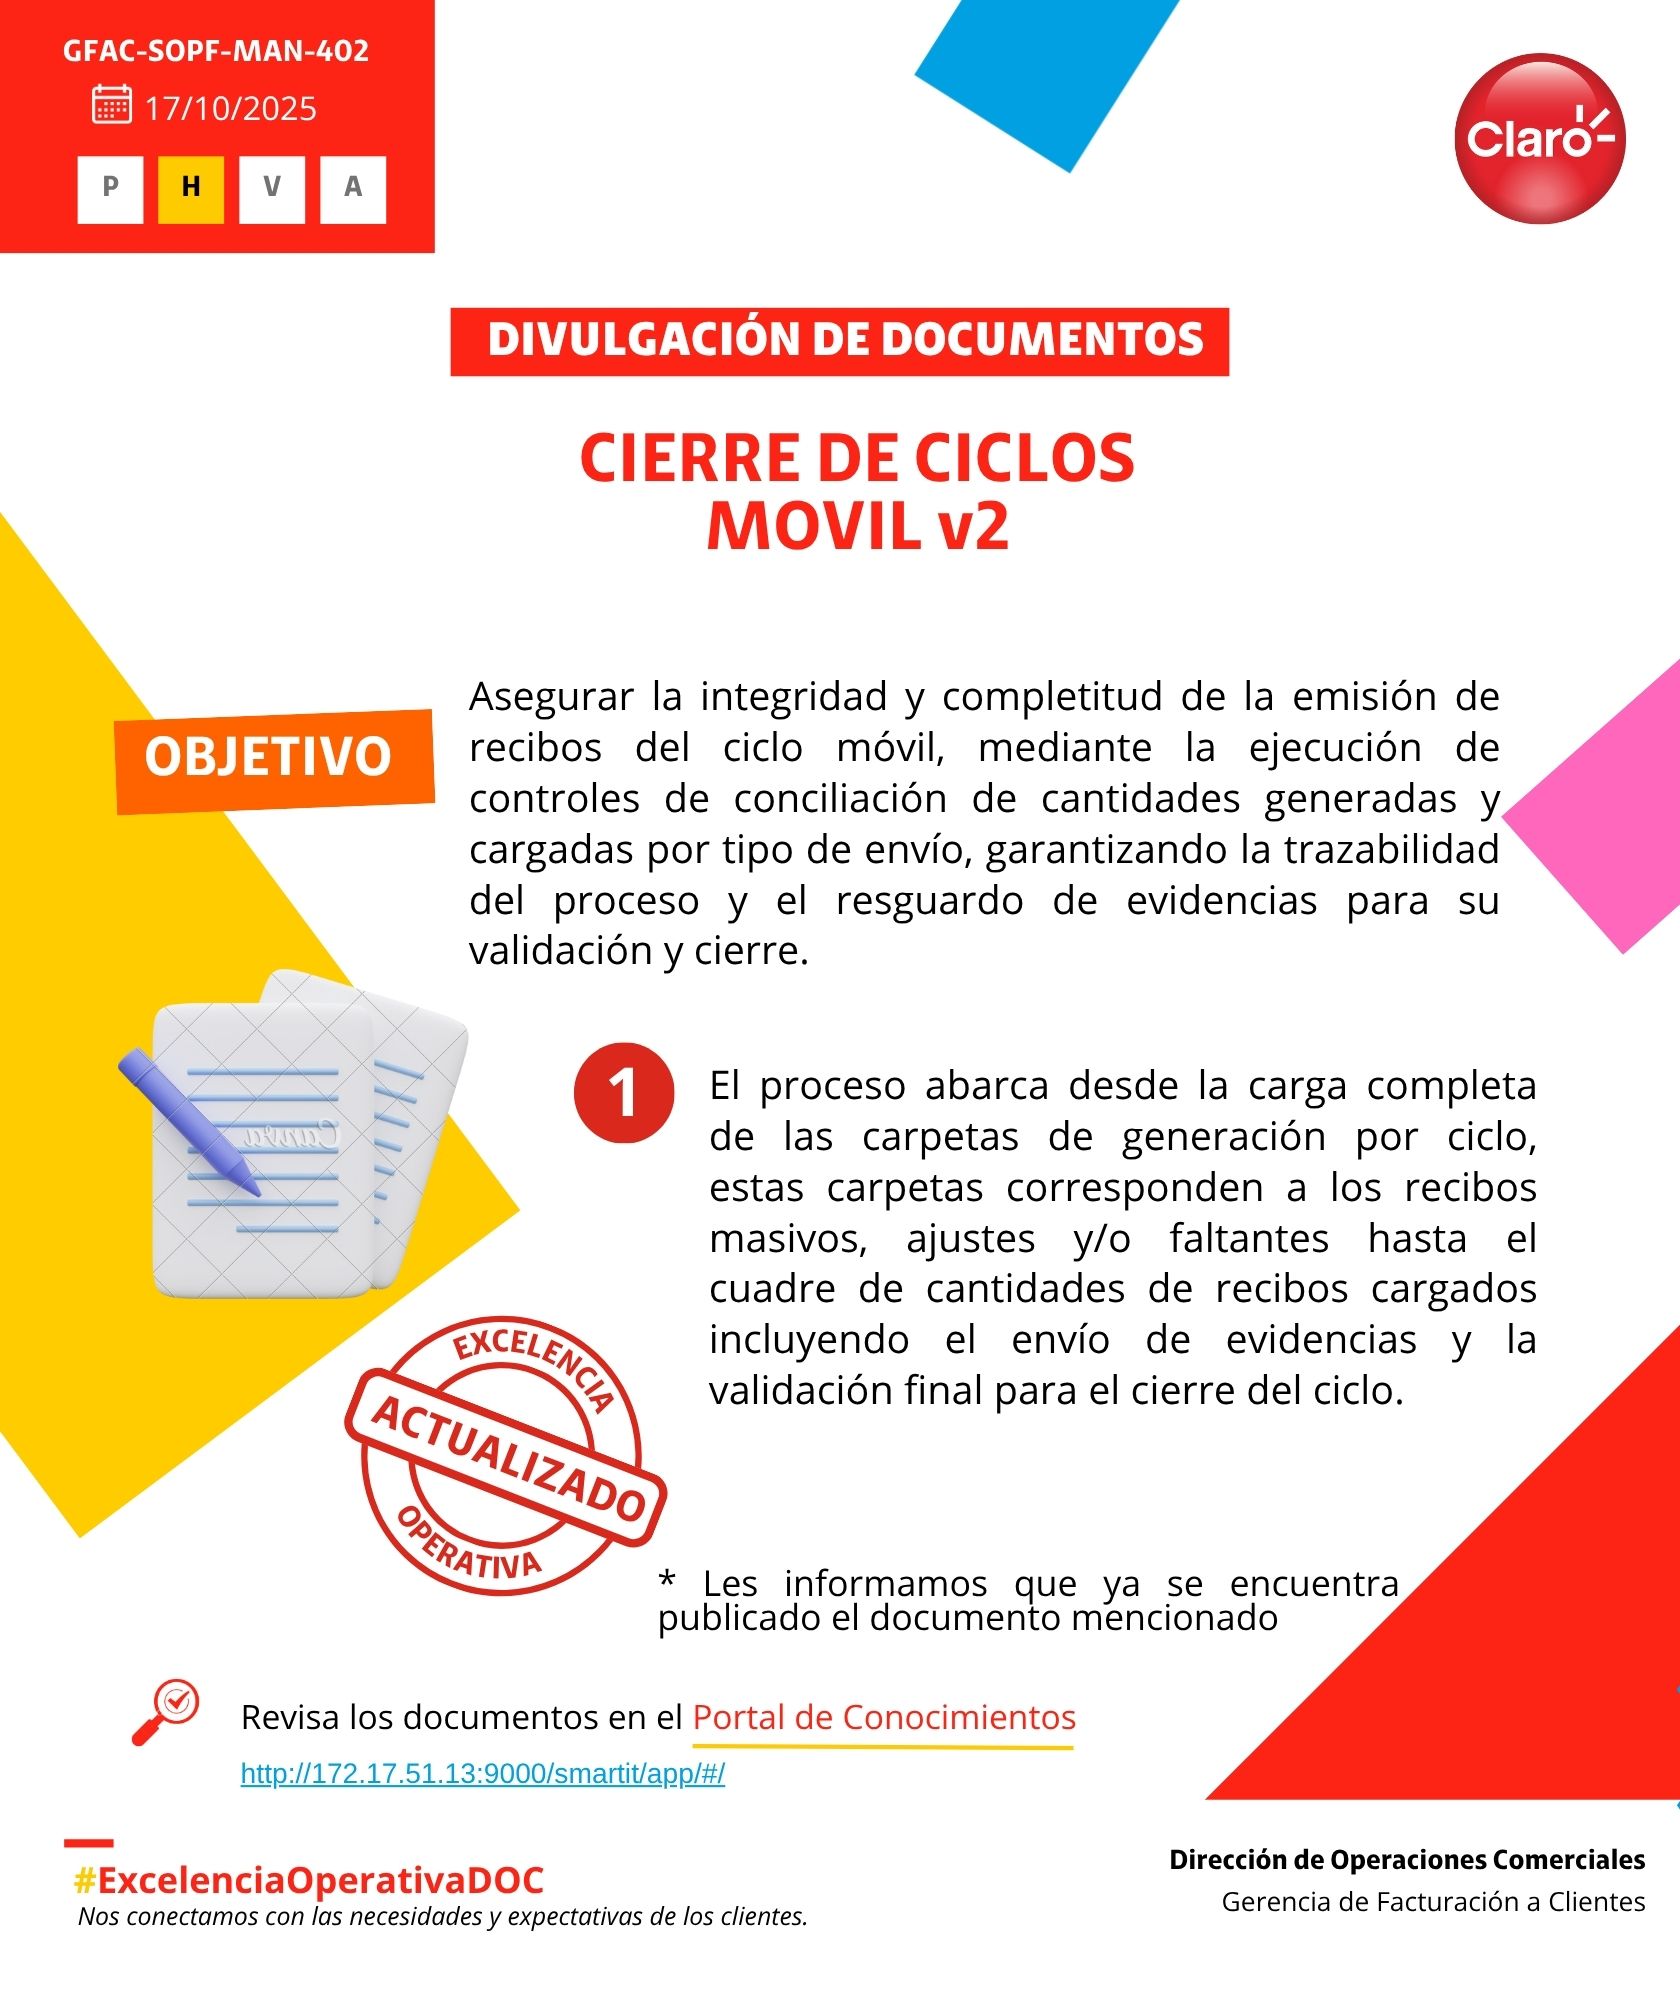 GFAC-SOPF-MAN-402
17/10/2025
P H V A
Claro
DIVULGACIÓN DE DOCUMENTOS
CIERRE DE CICLOS
MOVIL v2
OBJETIVO
Asegurar la integridad y completitud de la emisión de
recibos del ciclo móvil, mediante la ejecución de
controles de conciliación de cantidades generadas y
cargadas por tipo de envío, garantizando la trazabilidad
del proceso y el resguardo de evidencias para su
validación y cierre.
Canva
1
El proceso abarca desde la carga completa
de las carpetas de generación por ciclo,
estas carpetas corresponden a los recibos
masivos, ajustes y/o faltantes hasta el
cuadre de cantidades de recibos cargados
incluyendo el envío de evidencias y la
validación final para el cierre del ciclo.
EXCELENCIA
ACTUALIZADO
OPERATIVA
* Les informamos que ya se encuentra
publicado el documento mencionado
Revisa los documentos en el Portal de Conocimientos
http://172.17.51.13:9000/smartit/app/#/
#ExcelenciaOperativaDOC
Nos conectamos con las necesidades y expectativas de los clientes.
Dirección de Operaciones Comerciales
Gerencia de Facturación a Clientes